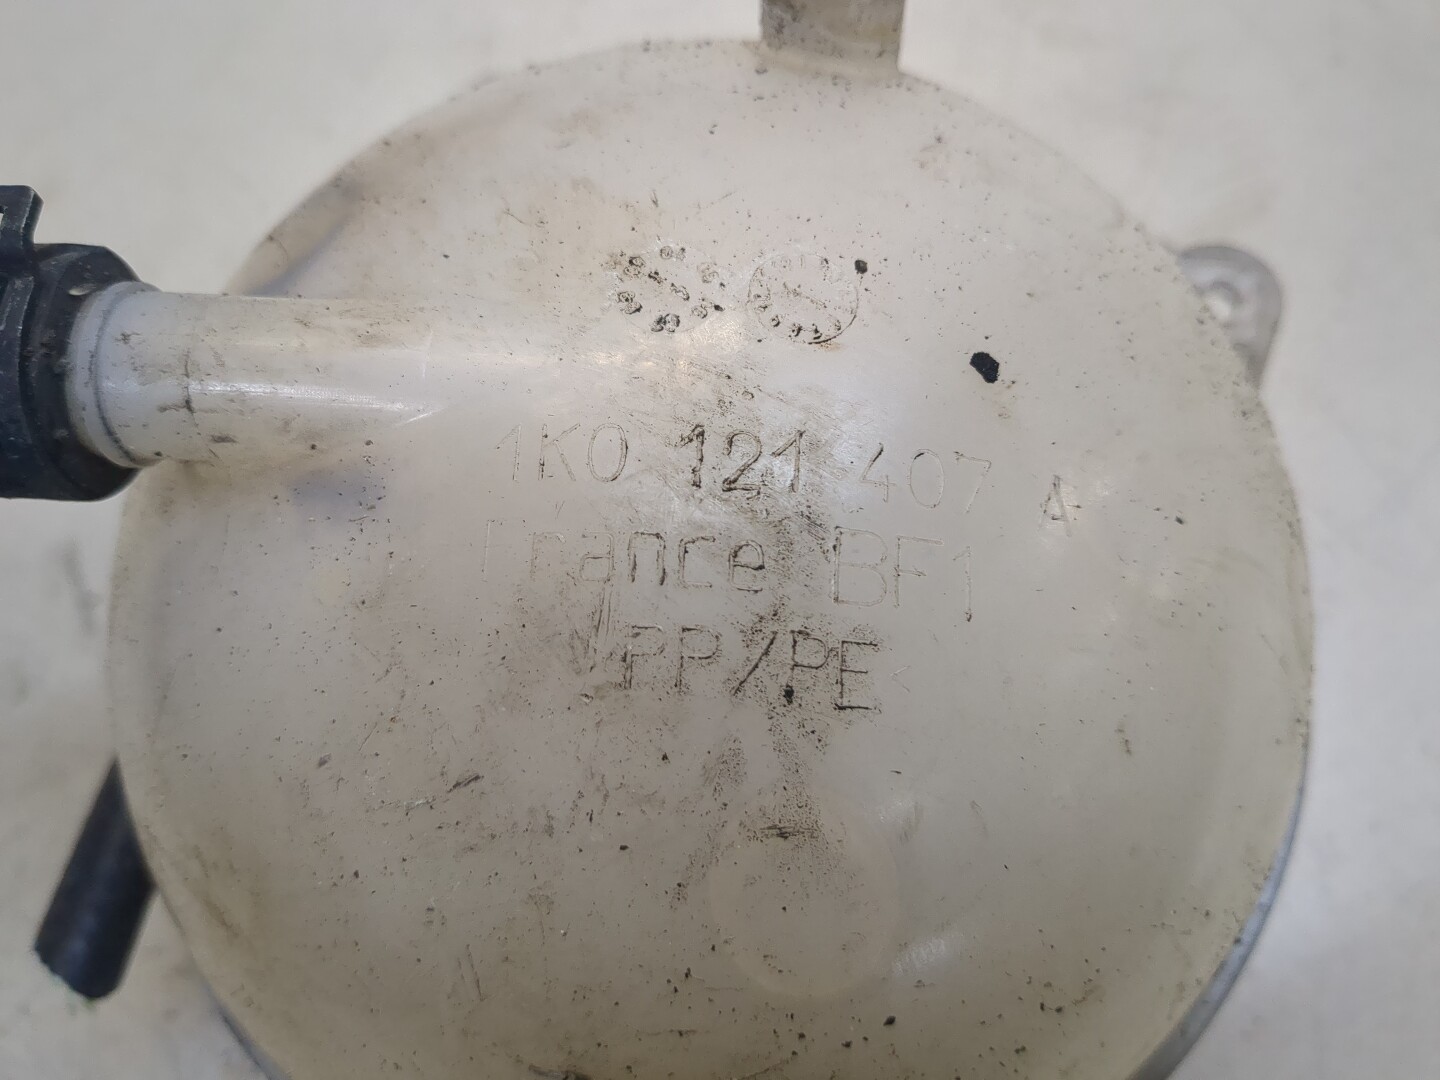 1K0 121 407 A
France BF1
>PP/PE<